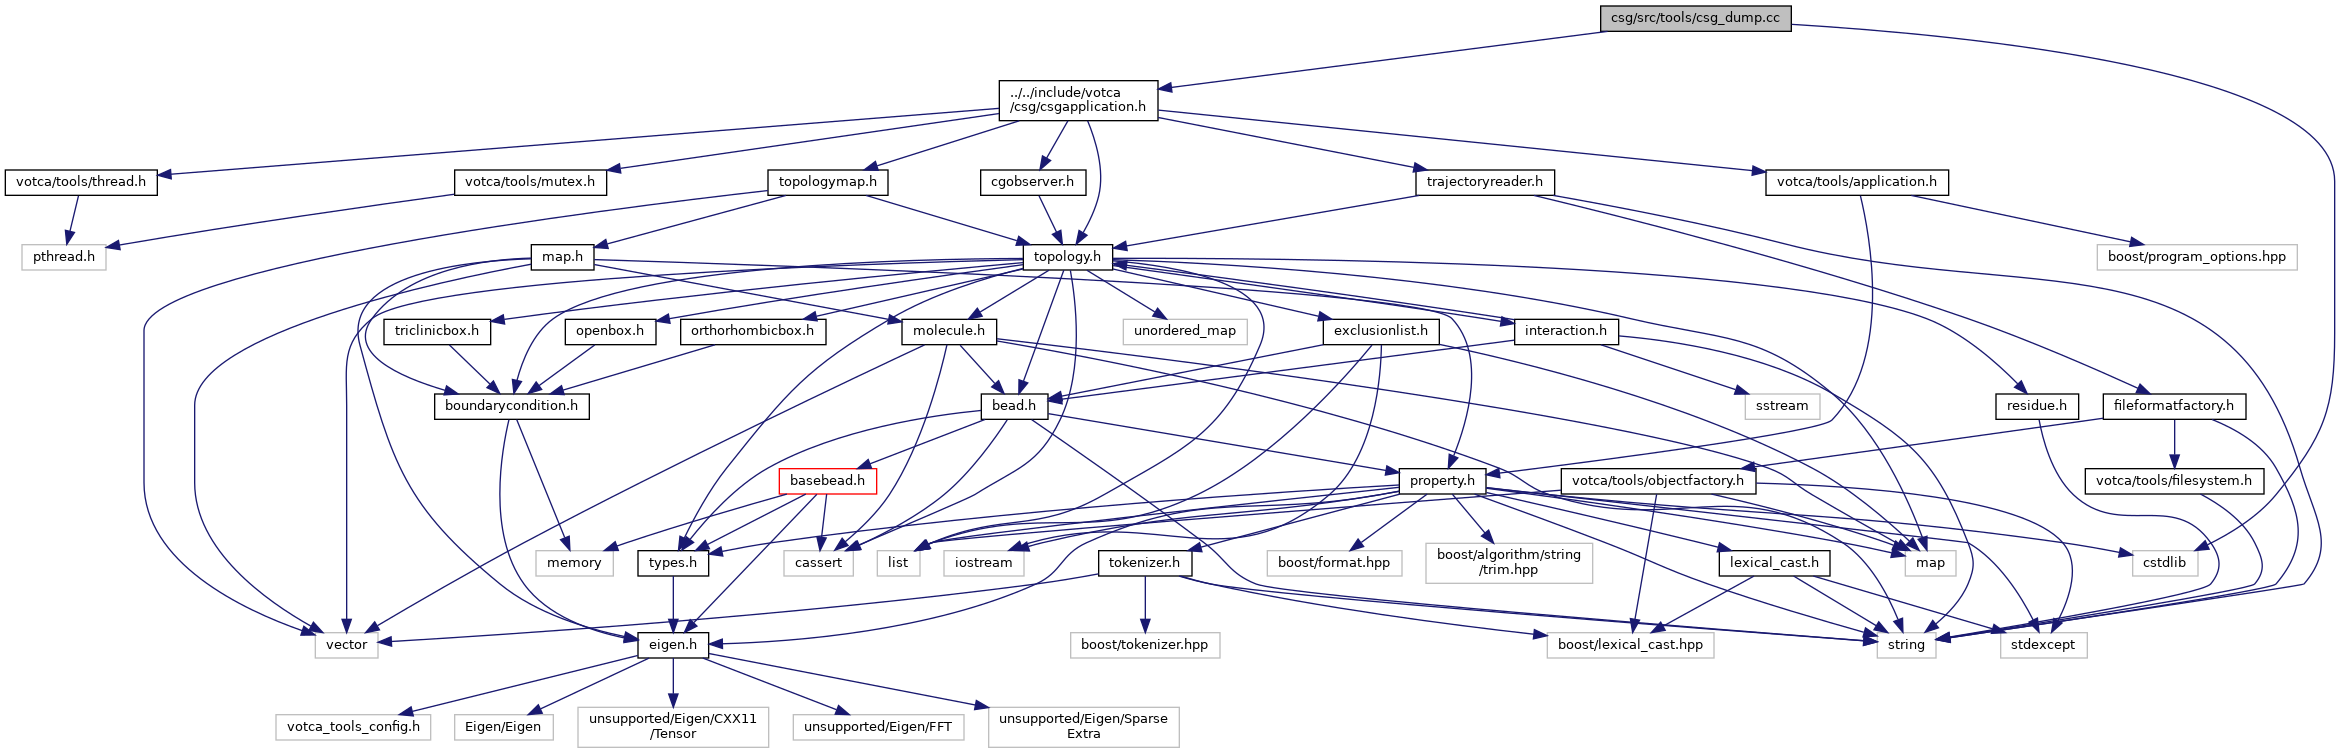 csg/src/tools/csg_dump.cc
../../include/votca
/csg/csgapplication.h
votca/tools/thread.h
votca/tools/mutex.h
topologymap.h
cgobserver.h
trajectoryreader.h
votca/tools/application.h
pthread.h
map.h
topology.h
boost/program_options.hpp
triclinicbox.h
openbox.h
orthorhombicbox.h
molecule.h
unordered_map
exclusionlist.h
interaction.h
boundarycondition.h
bead.h
sstream
residue.h
fileformatfactory.h
basebead.h
property.h
votca/tools/objectfactory.h
votca/tools/filesystem.h
memory
types.h
cassert
list
iostream
tokenizer.h
boost/format.hpp
boost/algorithm/string
/trim.hpp
lexical_cast.h
map
cstdlib
vector
eigen.h
boost/tokenizer.hpp
boost/lexical_cast.hpp
string
stdexcept
votca_tools_config.h
Eigen/Eigen
unsupported/Eigen/CXX11
/Tensor
unsupported/Eigen/FFT
unsupported/Eigen/Sparse
Extra